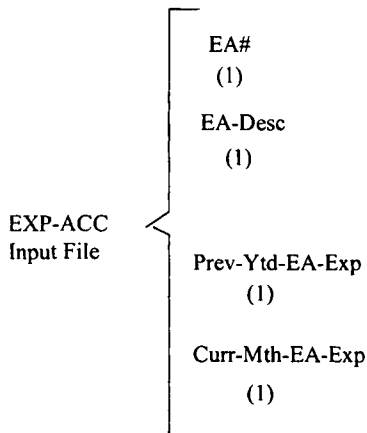 EA#
(1)
EA-Desc
(1)
EXP-ACC
Input File
Prev-Ytd-EA-Exp
(1)
Curr-Mth-EA-Exp
(1)